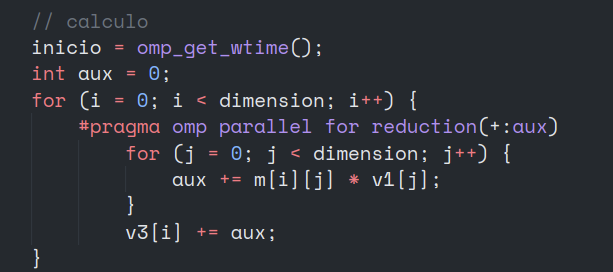 // calculo
inicio = omp_get_wtime();
int aux = 0;
for (i = 0; i < dimension; i++) {
    #pragma omp parallel for reduction(+:aux)
        for (j = 0; j < dimension; j++) {
            aux += m[i][j] * v1[j];
        }
        v3[i] += aux;
}